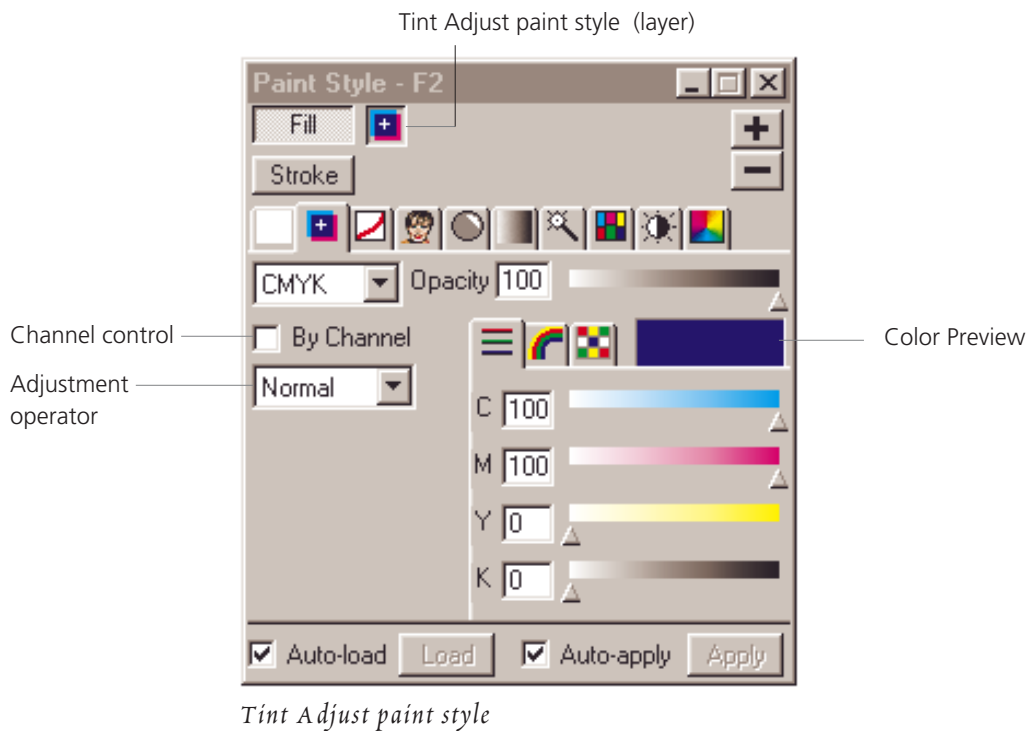 Tint Adjust paint style (layer)
Paint Style - F2
Fill
Stroke
CMYK
Opacity 100
Channel control
By Channel
Color Preview
Adjustment
operator
Normal
C 100
M 100
Y 0
K 0
Auto-load Load Auto-apply Apply
Tint Adjust paint style